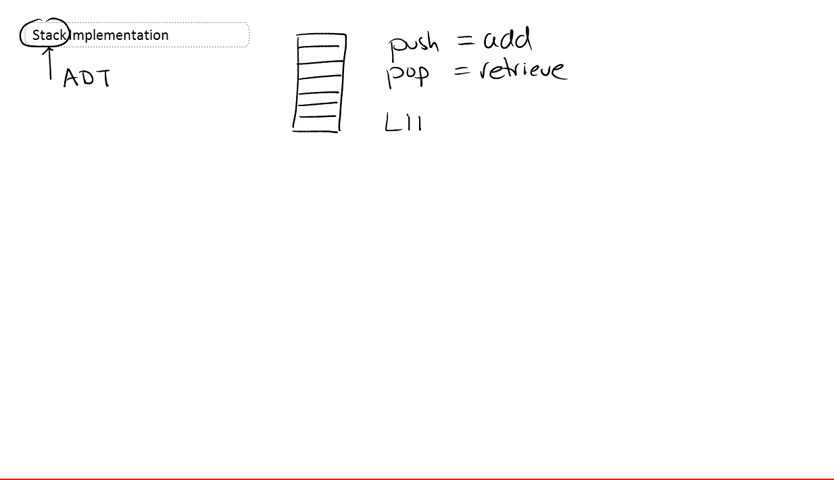 Stack Implementation
ADT
push = add
pop = retrieve
LII